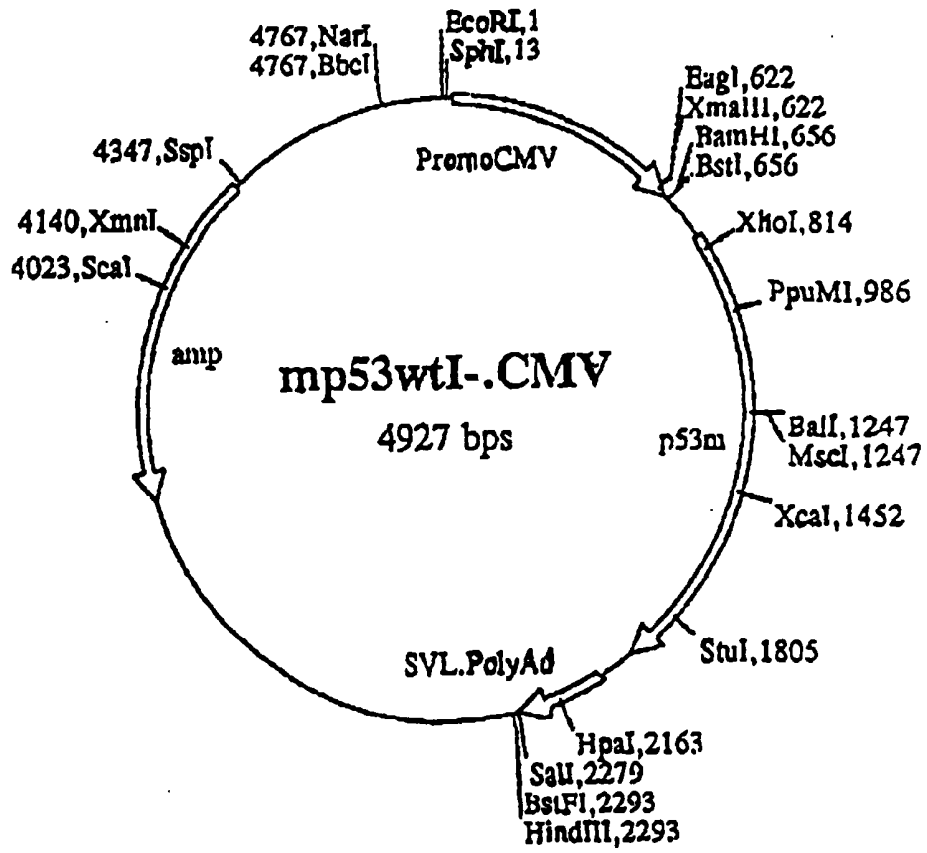 EcoRI,1
SphI,13
4767,NarI
4767,BbcI
EagI,622
XmaIII,622
BamHI,656
BstI,656
PromoCMV
4347,SspI
XhoI,814
4140,XmnI
4023,ScaI
PpuMI,986
amp
mp53wtI-.CMV
4927 bps
p53m
BalI,1247
MscI,1247
XcaI,1452
StuI,1805
SVL.PolyAd
HpaI,2163
SalI,2279
BstFI,2293
HindIII,2293